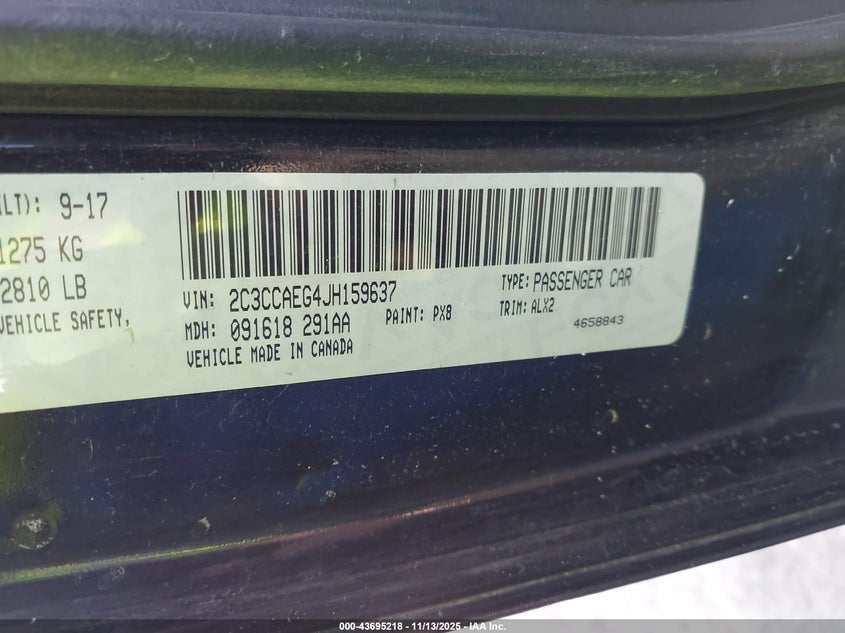 ILT): 9-17
1275 KG
2810 LB
VEHICLE SAFETY,
VIN: 2C3CCAEG4JH159637
TYPE: PASSENGER CAR
MDH: 091618 291AA
PAINT: PX8
TRIM: ALX2
VEHICLE MADE IN CANADA
4658843
000-43695218 - 11/13/2025 - IAA Inc.